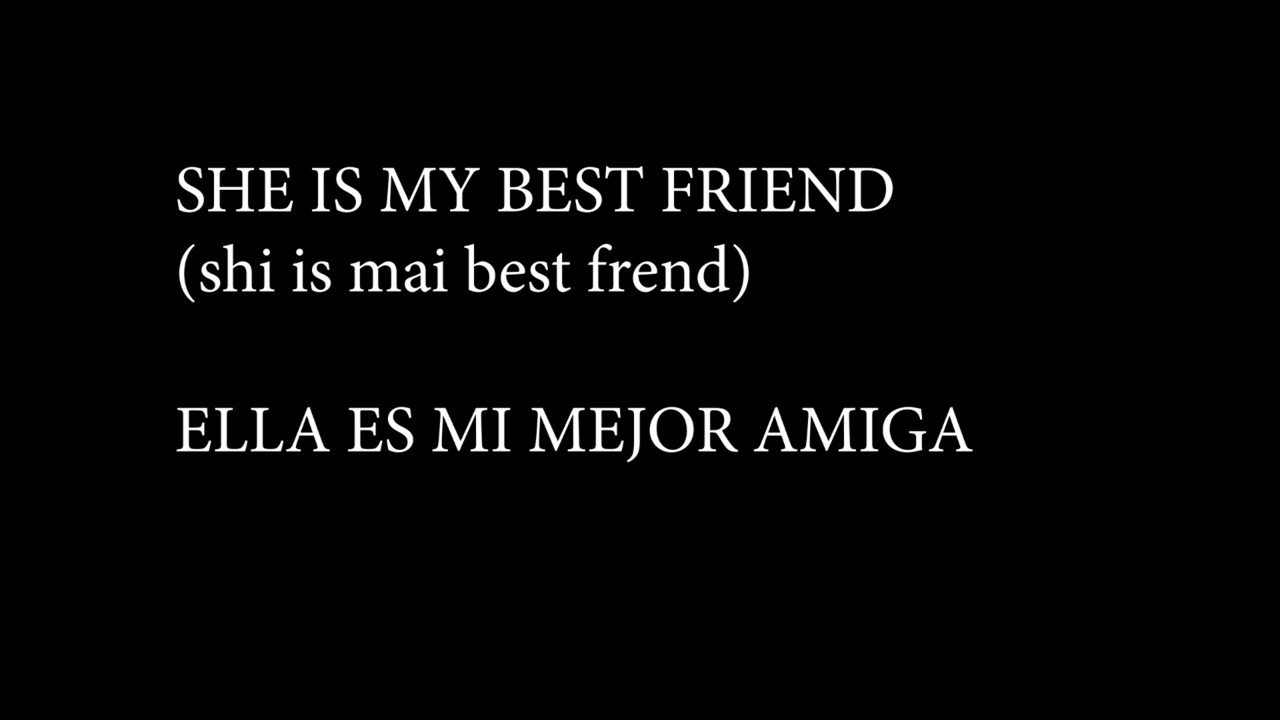 SHE IS MY BEST FRIEND
(shi is mai best frend)
ELLA ES MI MEJOR AMIGA